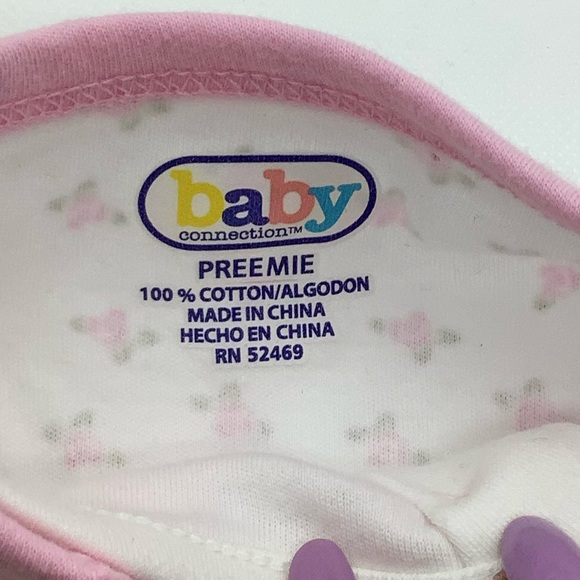 baby
connection™
PREEMIE
100 % COTTON/ALGODON
MADE IN CHINA
HECHO EN CHINA
RN 52469